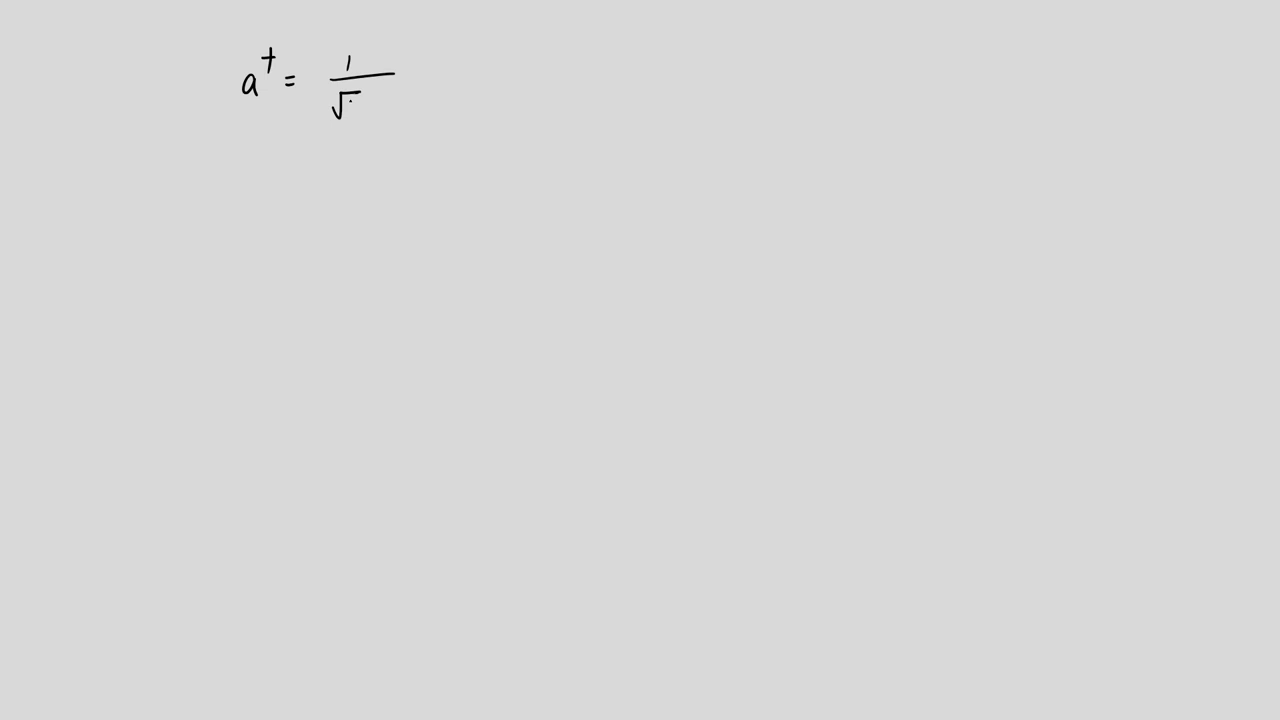 a† = 1/√